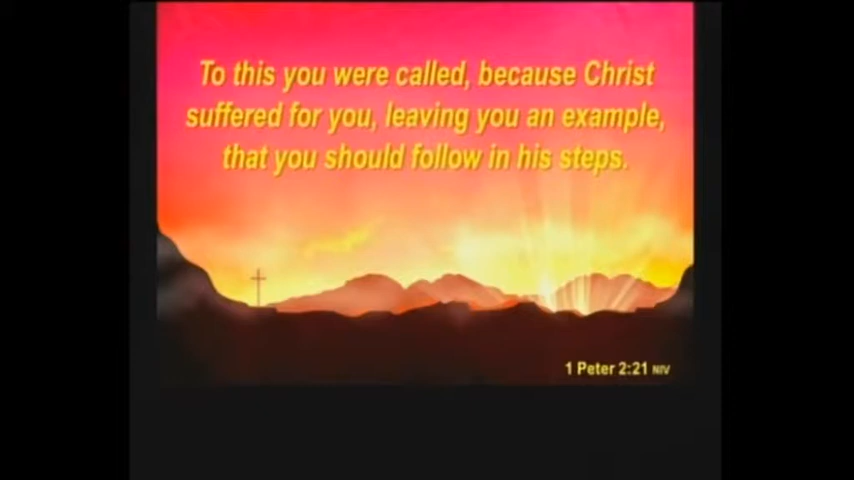 To this you were called, because Christ
suffered for you, leaving you an example,
that you should follow in his steps.
1 Peter 2:21 NIV